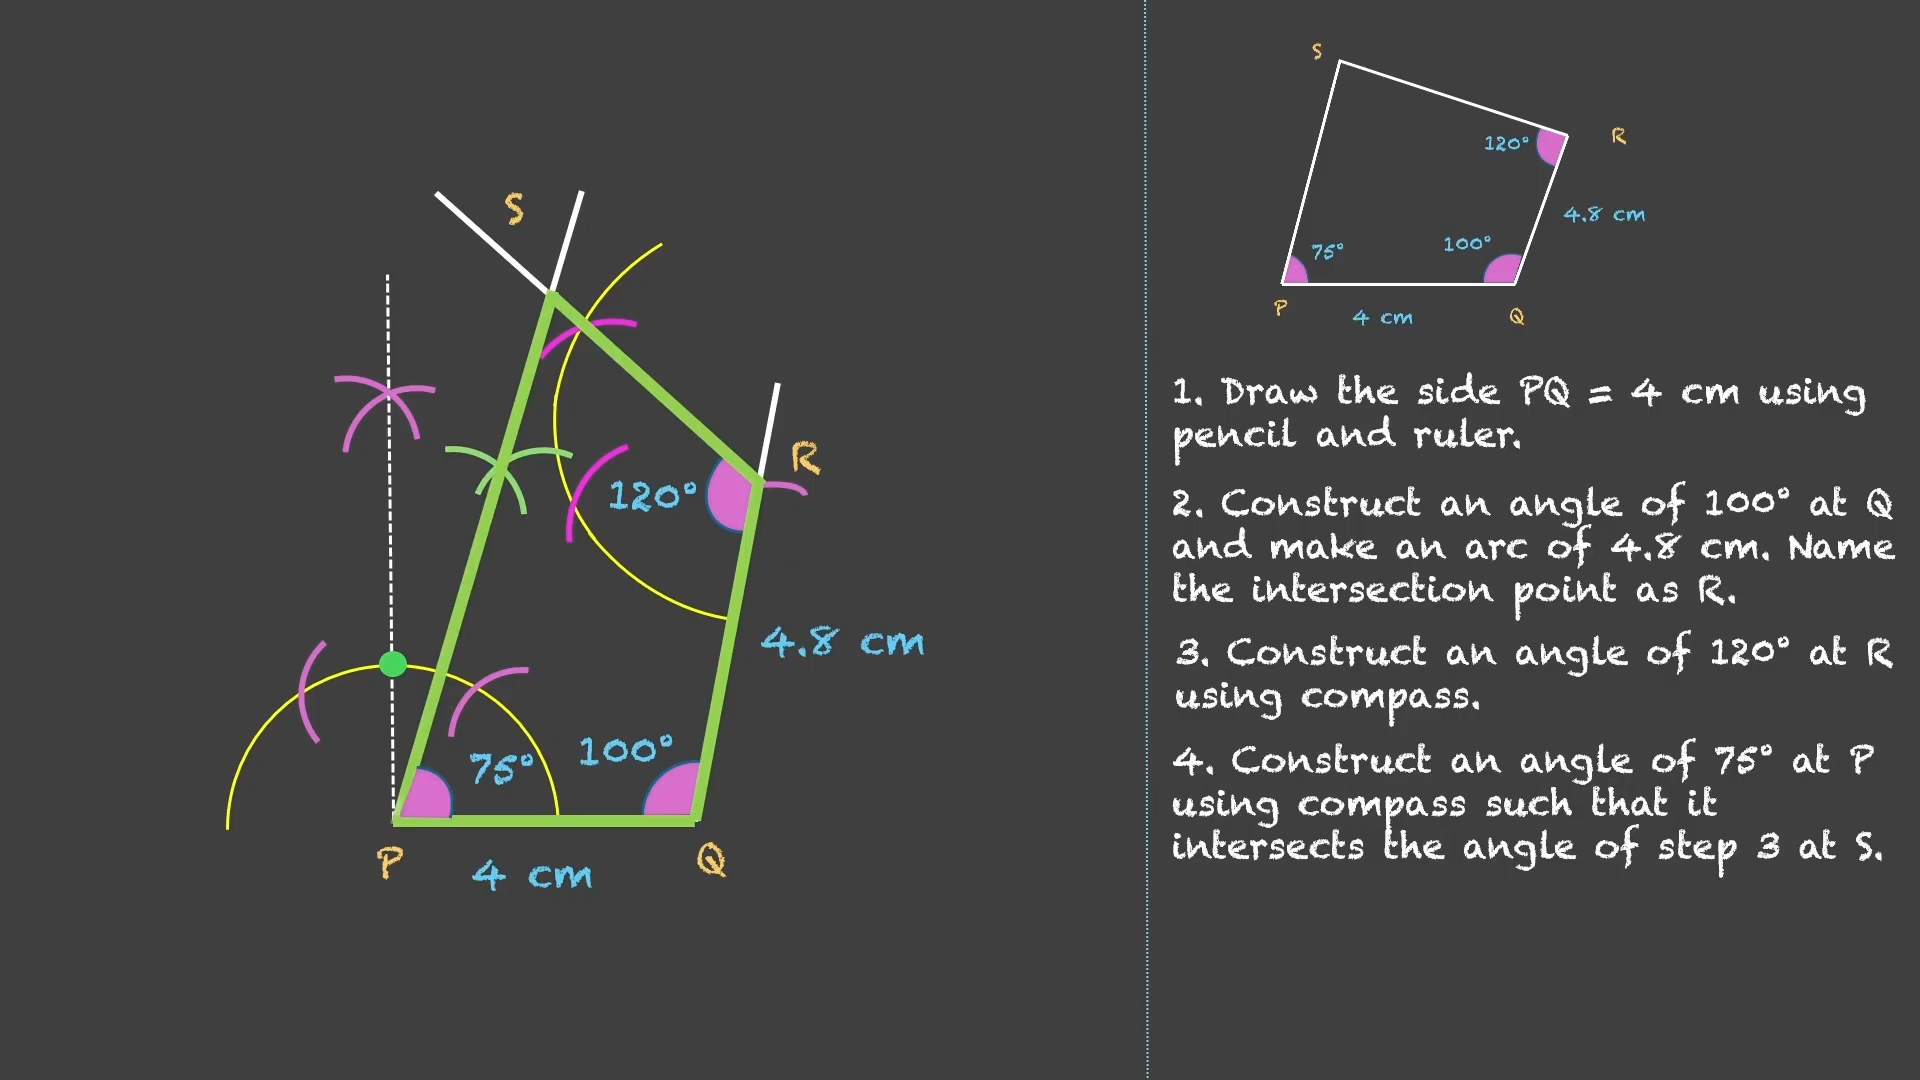 S
R
120°
4.8 cm
75°
100°
P
Q
4 cm
S
R
120°
4.8 cm
75°
100°
P
Q
4 cm
1. Draw the side PQ = 4 cm using
pencil and ruler.
2. Construct an angle of 100° at Q
and make an arc of 4.8 cm. Name
the intersection point as R.
3. Construct an angle of 120° at R
using compass.
4. Construct an angle of 75° at P
using compass such that it
intersects the angle of step 3 at S.